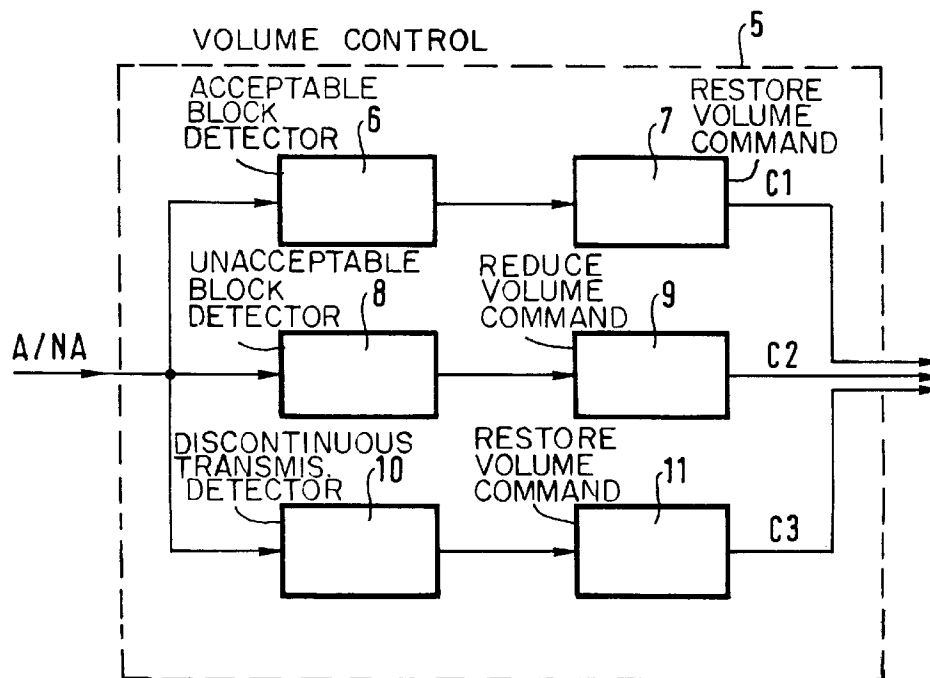 VOLUME CONTROL
5
ACCEPTABLE
BLOCK
DETECTOR
6
7
RESTORE
VOLUME
COMMAND
C1
UNACCEPTABLE
BLOCK
DETECTOR
8
REDUCE
VOLUME
COMMAND
9
A/NA
C2
DISCONTINUOUS
TRANSMIS.
DETECTOR
10
RESTORE
VOLUME
COMMAND
11
C3